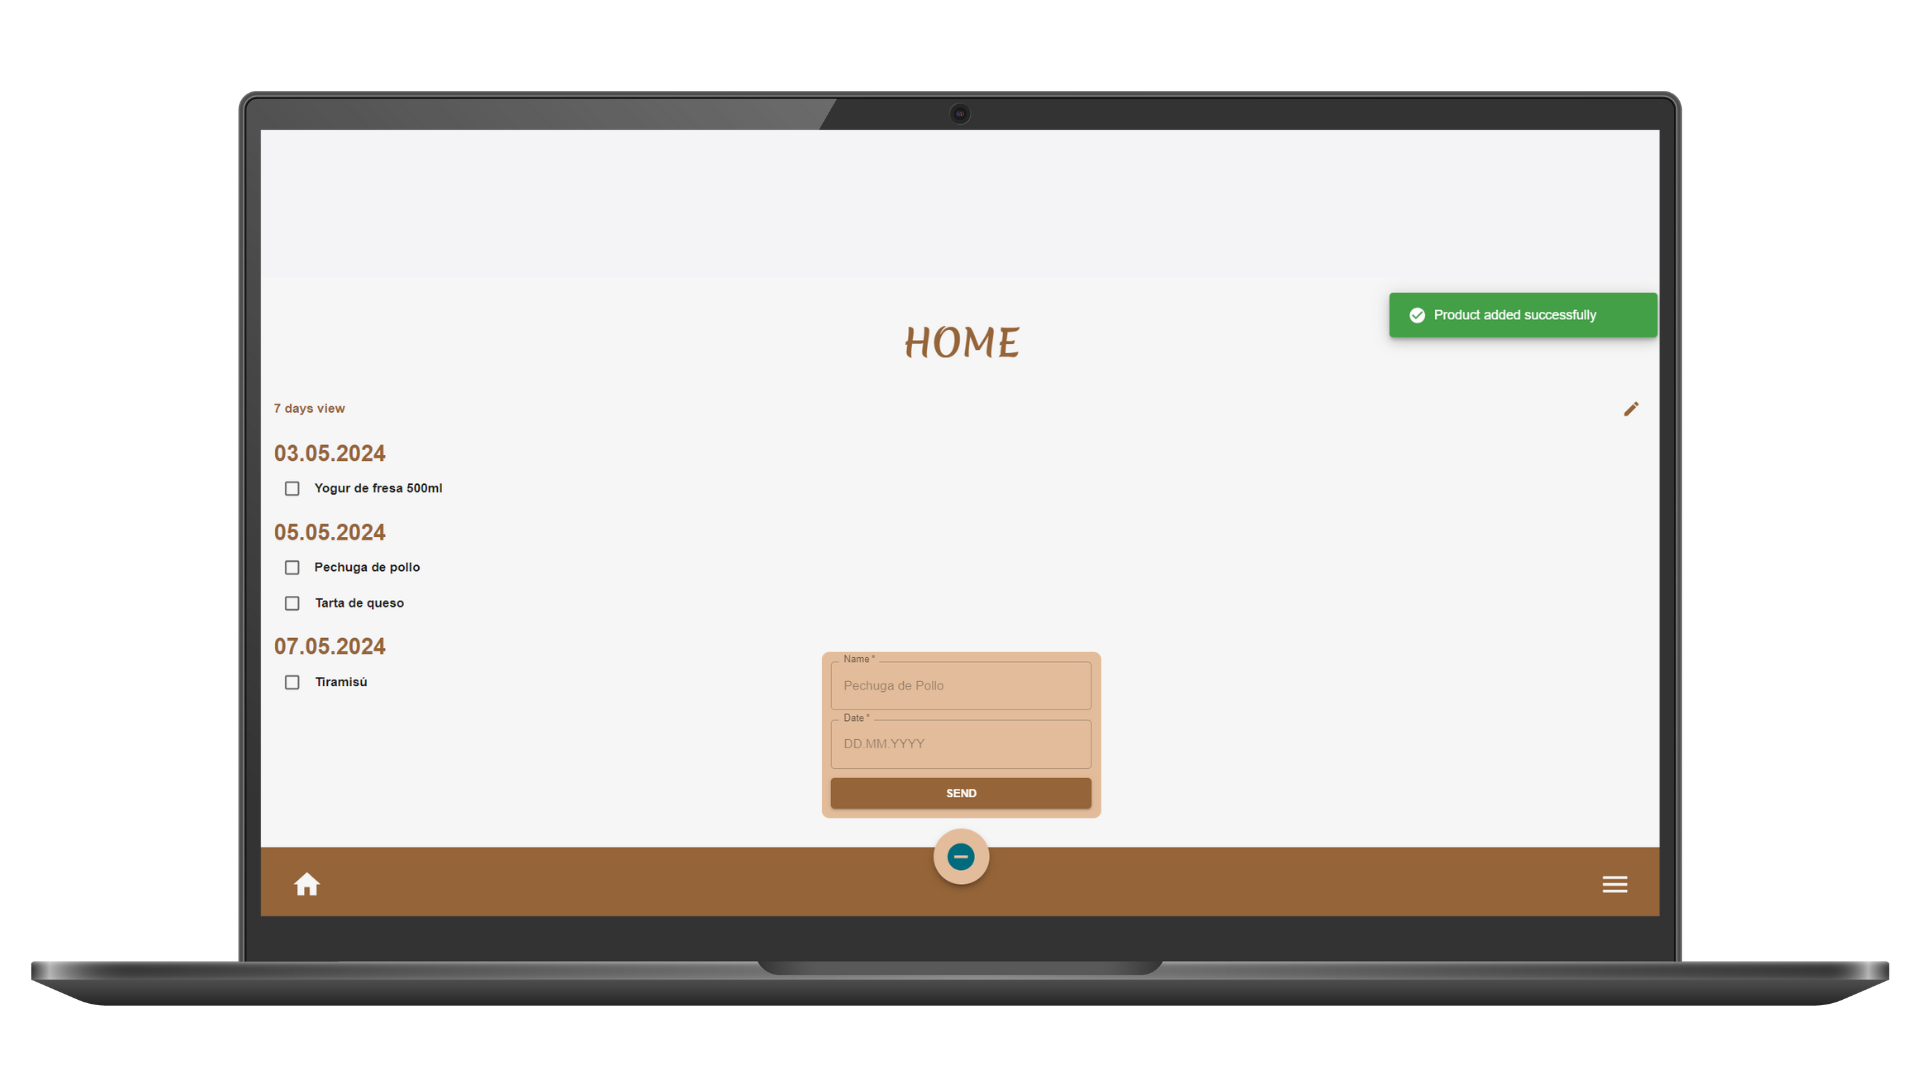 HOME
Product added successfully
7 days view
03.05.2024
Yogur de fresa 500ml
05.05.2024
Pechuga de pollo
Tarta de queso
07.05.2024
Tiramisú
Name *
Pechuga de Pollo
Date *
DD.MM.YYYY
SEND